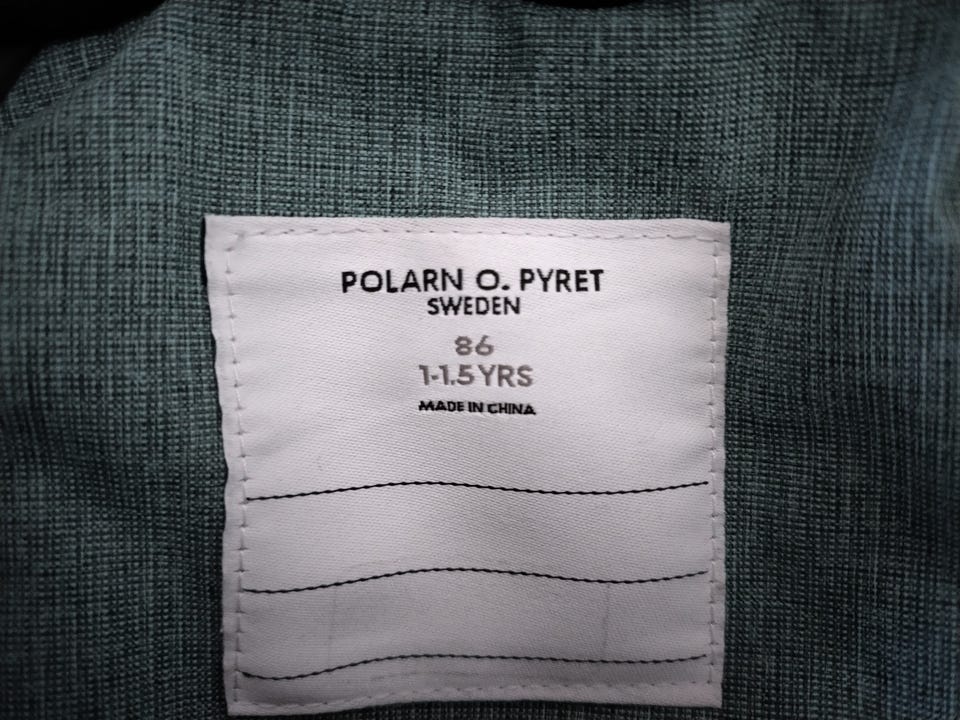 POLARN O. PYRET
SWEDEN
86
1-1.5 YRS
MADE IN CHINA